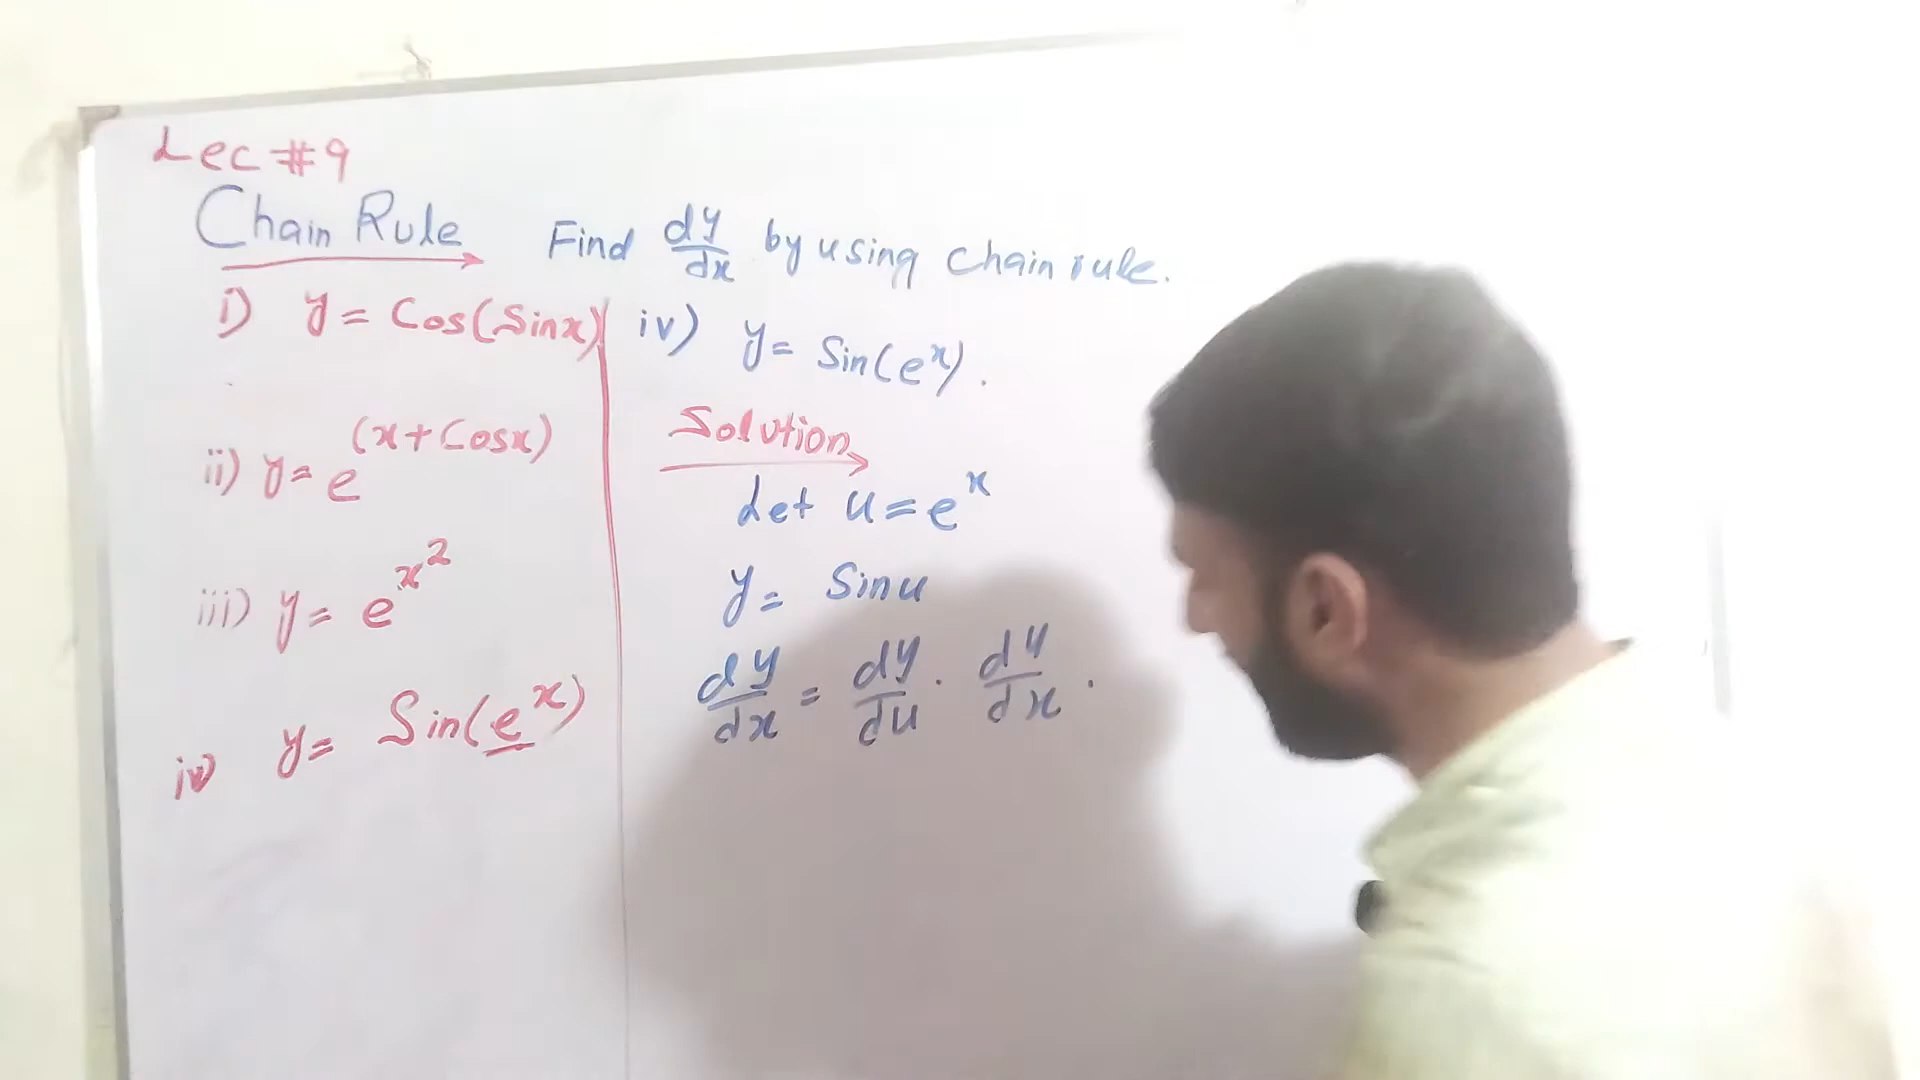 Lec #9
Chain Rule Find dy/dx by using chain rule.
i) y = Cos(Sinx)
ii) y = e^(x+Cosx)
iii) y = e^x^2
iv) y = Sin(e^x)
iv) y = Sin(e^x).
Solution
Let u = e^x
y = Sinu
dy/dx = dy/du . dy/dx .